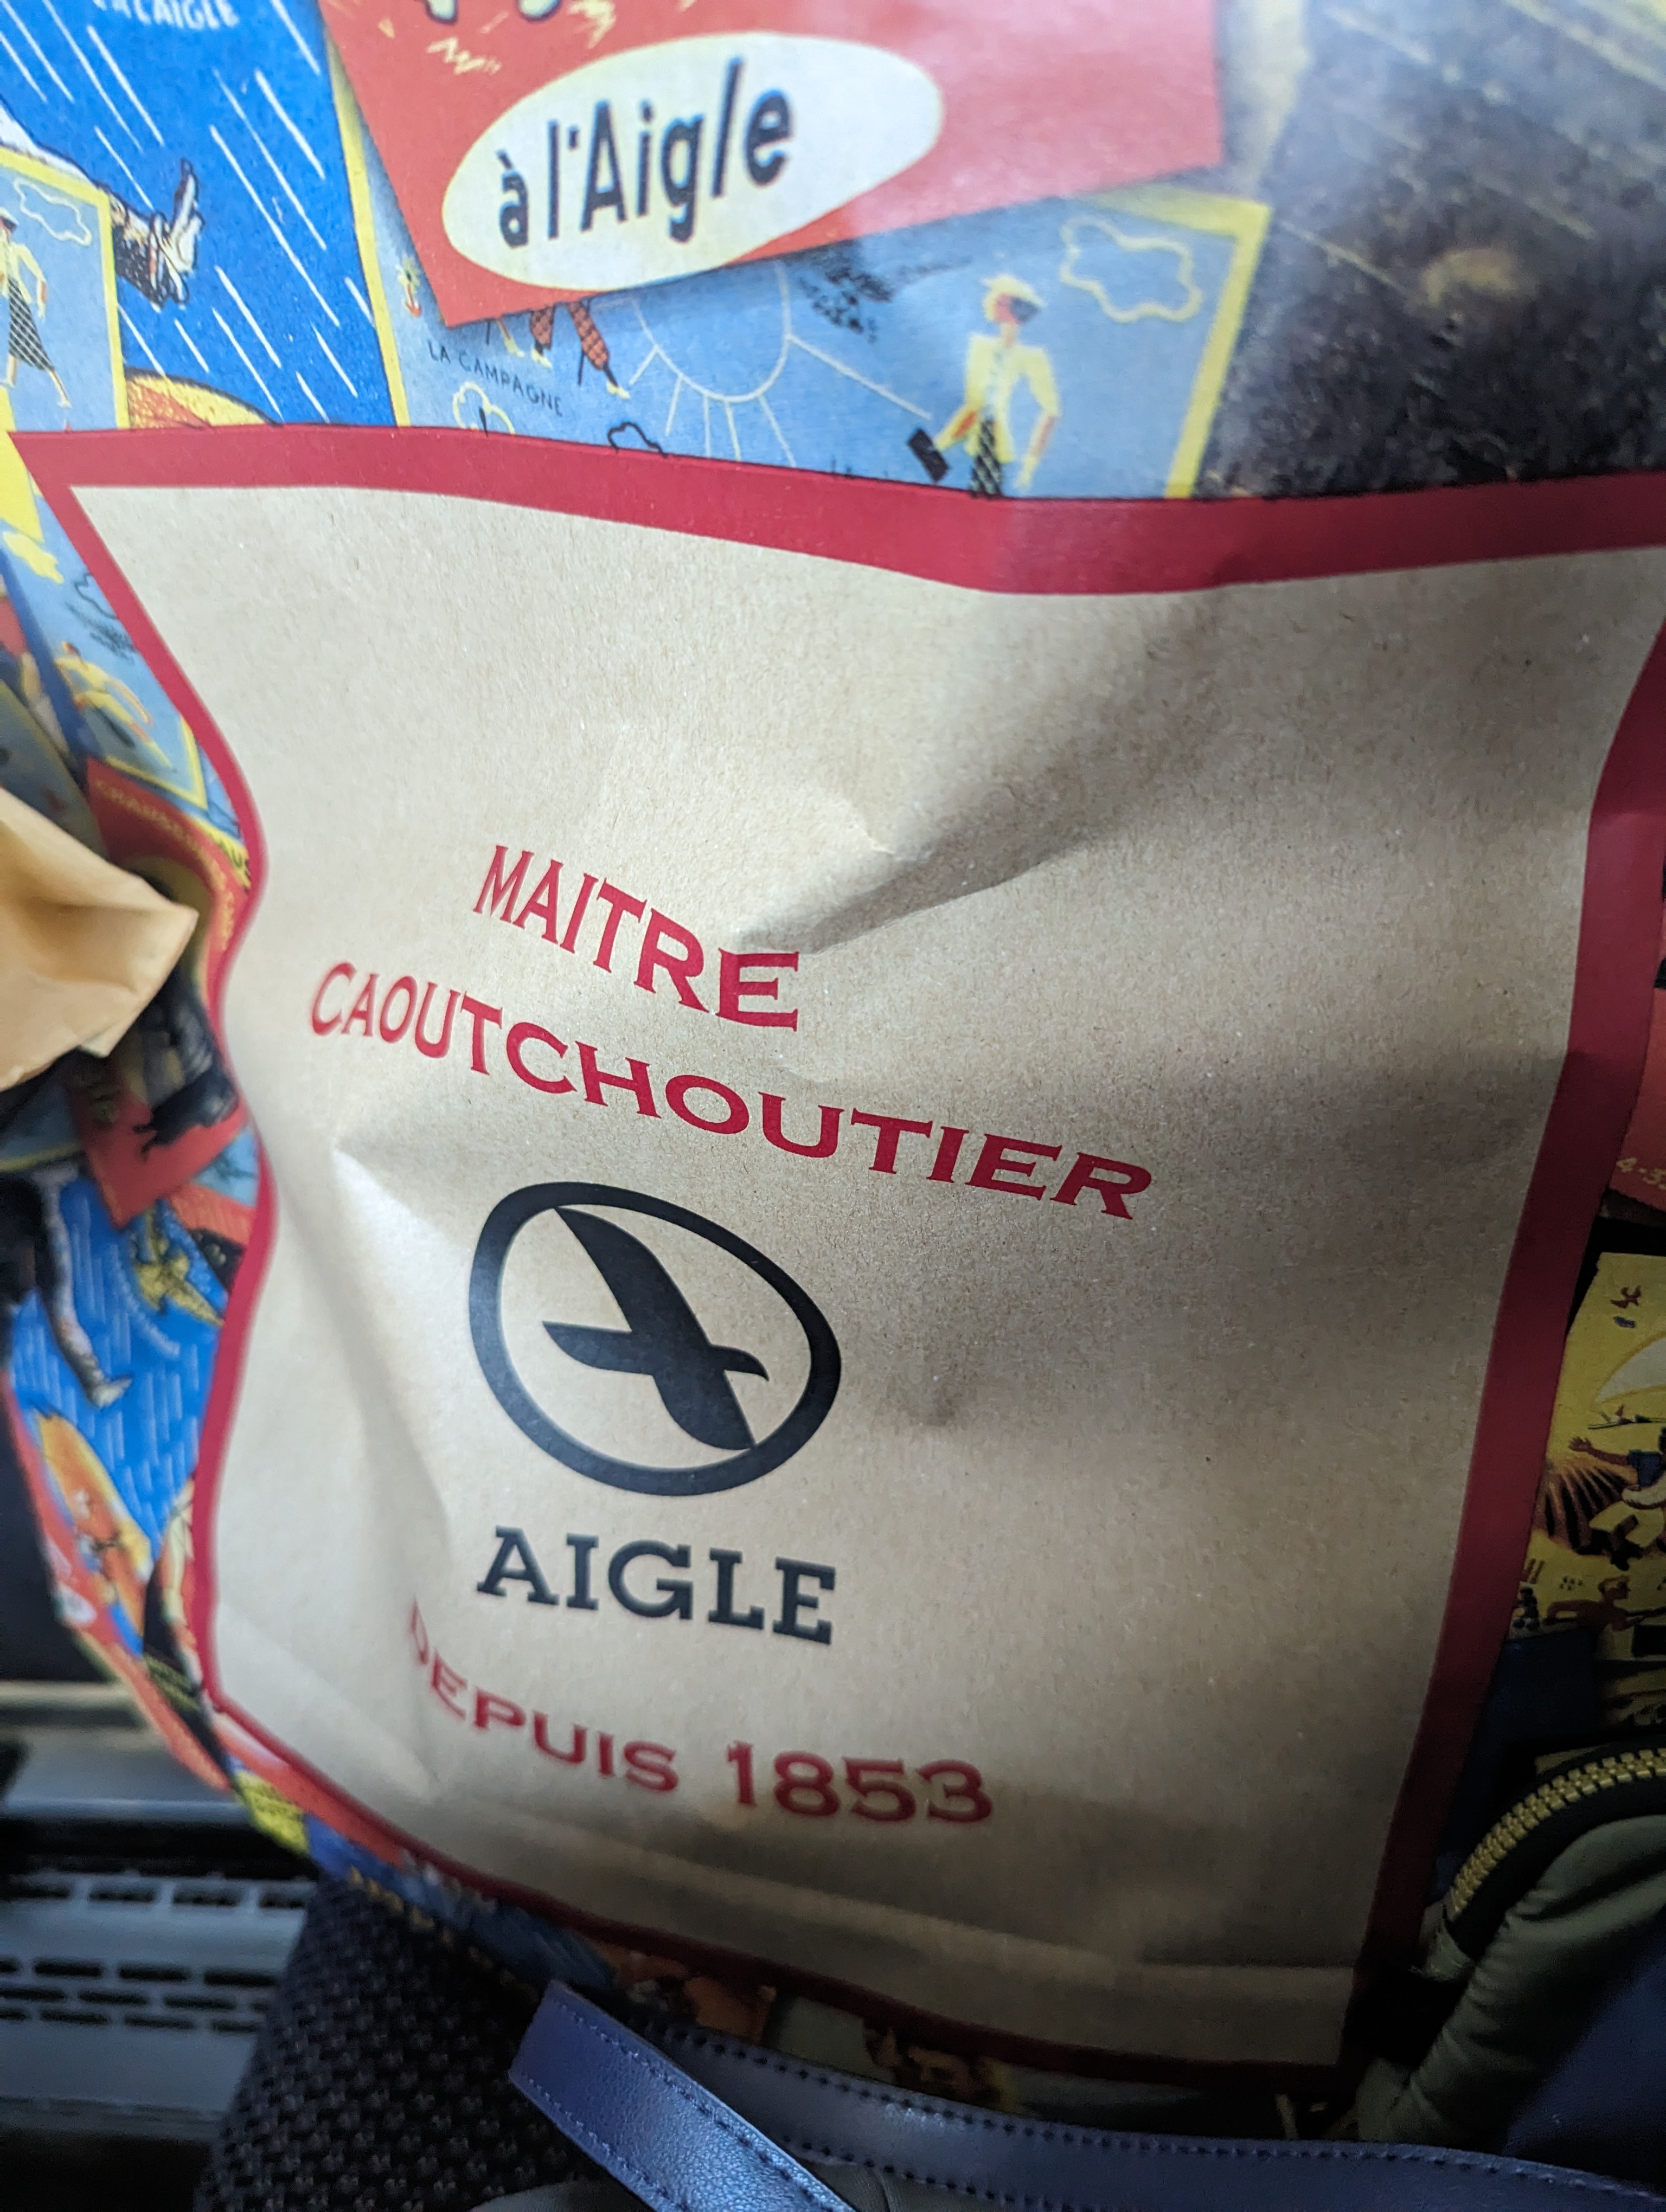 à l'Aigle
LA CAMPAGNE
MAITRE
CAOUTCHOUTIER
AIGLE
DEPUIS 1853